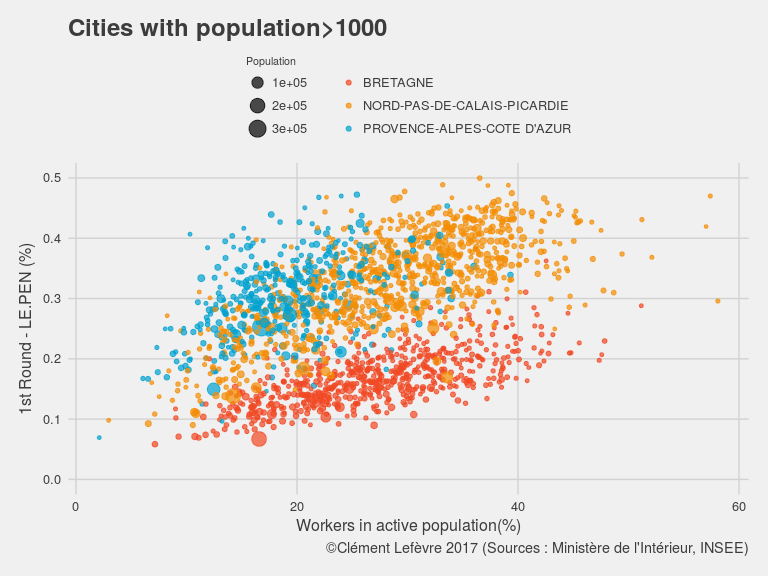 Cities with population>1000
Population
1e+05
2e+05
3e+05
BRETAGNE
NORD-PAS-DE-CALAIS-PICARDIE
PROVENCE-ALPES-COTE D'AZUR
1st Round - LE.PEN (%)
0.5
0.4
0.3
0.2
0.1
0.0
0 20 40 60
Workers in active population(%)
©Clément Lefèvre 2017 (Sources : Ministère de l'Intérieur, INSEE)